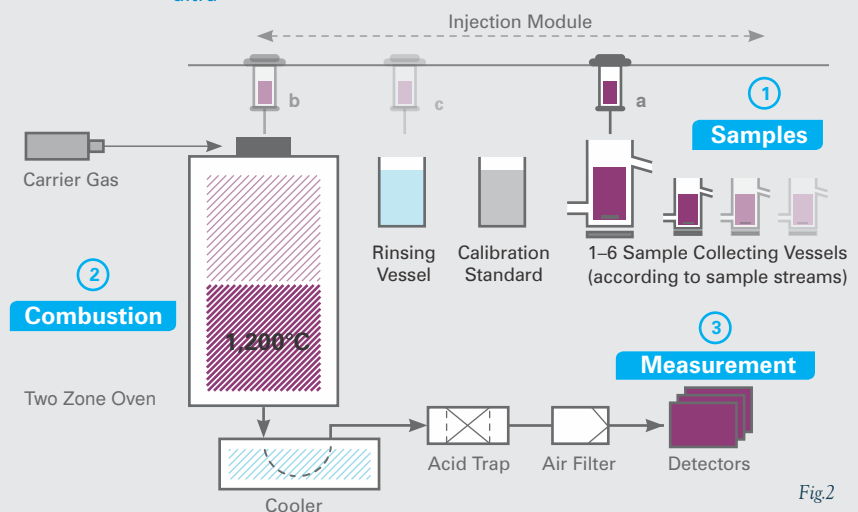 Injection Module
b
c
a
1
Samples
Carrier Gas
Rinsing
Vessel
Calibration
Standard
1–6 Sample Collecting Vessels
(according to sample streams)
2
Combustion
1,200°C
Two Zone Oven
3
Measurement
Acid Trap
Air Filter
Detectors
Cooler
Fig.2